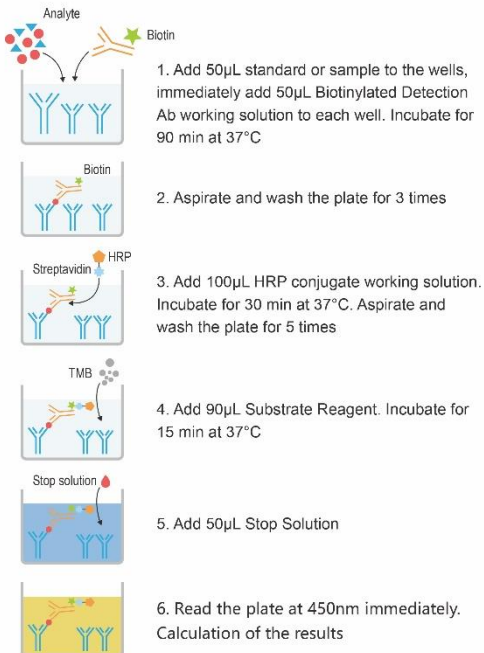 Analyte
Biotin
1. Add 50μL standard or sample to the wells,
immediately add 50μL Biotinylated Detection
Ab working solution to each well. Incubate for
90 min at 37°C
Biotin
2. Aspirate and wash the plate for 3 times
HRP
Streptavidin
3. Add 100μL HRP conjugate working solution.
Incubate for 30 min at 37°C. Aspirate and
wash the plate for 5 times
TMB
4. Add 90μL Substrate Reagent. Incubate for
15 min at 37°C
Stop solution
5. Add 50μL Stop Solution
6. Read the plate at 450nm immediately.
Calculation of the results